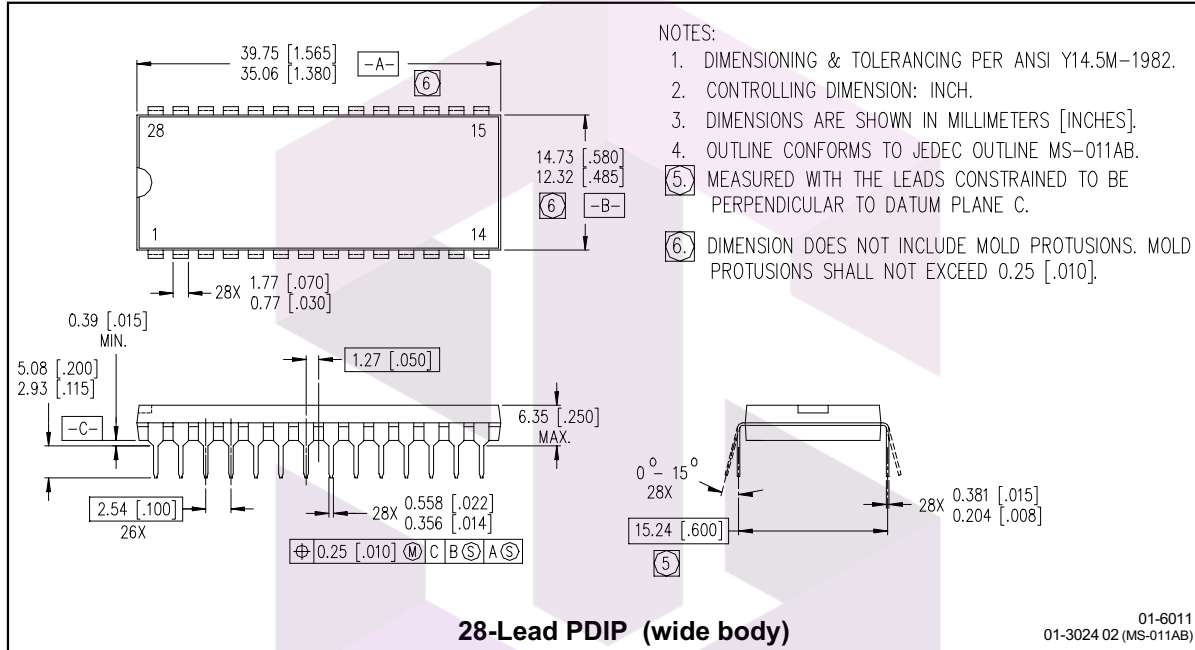 39.75 [1.565]
35.06 [1.380]
-A-
6
28
15
1
14
14.73 [.580]
12.32 [.485]
6
-B-
28X
1.77 [.070]
0.77 [.030]
NOTES:
1. DIMENSIONING & TOLERANCING PER ANSI Y14.5M-1982.
2. CONTROLLING DIMENSION: INCH.
3. DIMENSIONS ARE SHOWN IN MILLIMETERS [INCHES].
4. OUTLINE CONFORMS TO JEDEC OUTLINE MS-011AB.
5. MEASURED WITH THE LEADS CONSTRAINED TO BE
PERPENDICULAR TO DATUM PLANE C.
6. DIMENSION DOES NOT INCLUDE MOLD PROTUSIONS. MOLD
PROTUSIONS SHALL NOT EXCEED 0.25 [.010].
0.39 [.015]
MIN.
5.08 [.200]
2.93 [.115]
-C-
1.27 [.050]
6.35 [.250]
MAX.
2.54 [.100]
26X
28X
0.558 [.022]
0.356 [.014]
⌖ 0.25 [.010] Ⓜ C B Ⓢ A Ⓢ
0° - 15°
28X
15.24 [.600]
5
28X
0.381 [.015]
0.204 [.008]
28-Lead PDIP (wide body)
01-6011
01-3024 02 (MS-011AB)